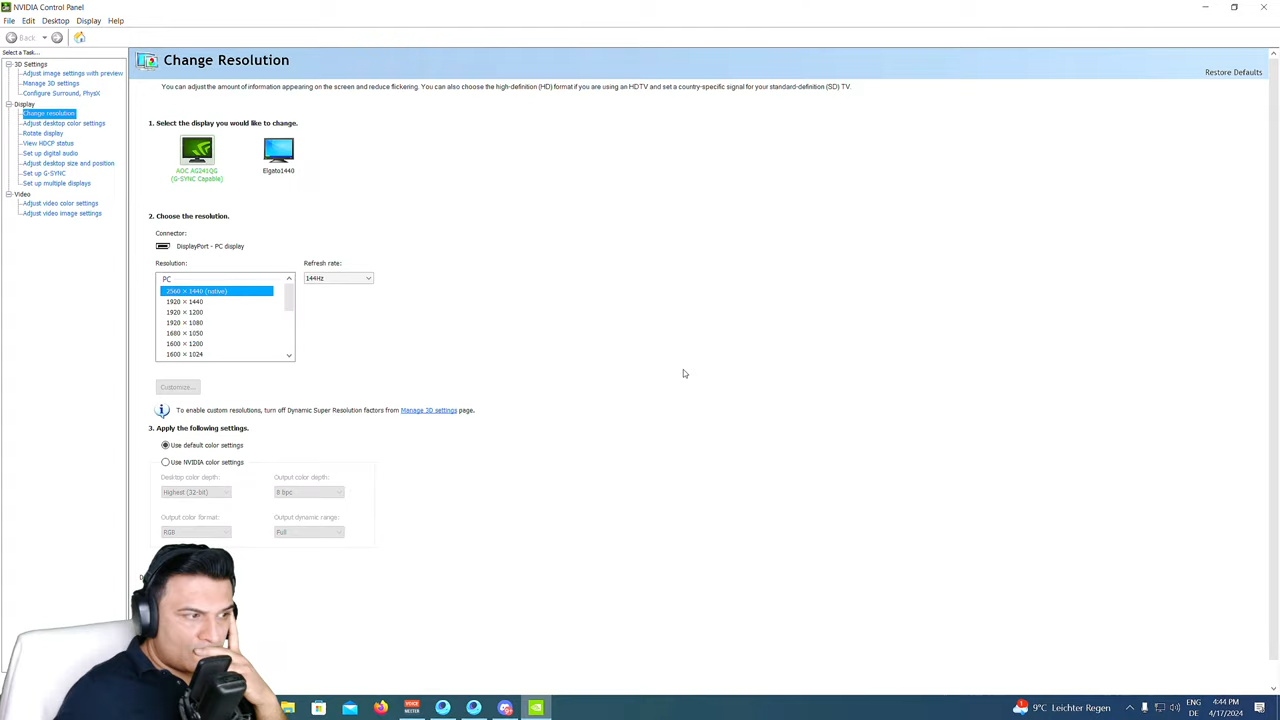 NVIDIA Control Panel
File Edit Desktop Display Help
Back
Select a Task...
3D Settings
Adjust image settings with preview
Manage 3D settings
Configure Surround, PhysX
Display
Change resolution
Adjust desktop color settings
Rotate display
View HDCP status
Set up digital audio
Adjust desktop size and position
Set up G-SYNC
Set up multiple displays
Video
Adjust video color settings
Adjust video image settings
Change Resolution
Restore Defaults
You can adjust the amount of information appearing on the screen and reduce flickering. You can also choose the high-definition (HD) format if you are using an HDTV and set a country-specific signal for your standard-definition (SD) TV.
1. Select the display you would like to change.
AOC AG241QG
(G-SYNC Capable)
Elgato1440
2. Choose the resolution.
Connector:
DisplayPort - PC display
Resolution:
Refresh rate:
PC
144Hz
2560 × 1440 (native)
1920 × 1440
1920 × 1200
1920 × 1080
1680 × 1050
1600 × 1200
1600 × 1024
Customize...
To enable custom resolutions, turn off Dynamic Super Resolution factors from Manage 3D settings page.
3. Apply the following settings.
Use default color settings
Use NVIDIA color settings
Desktop color depth:
Output color depth:
Highest (32-bit)
8 bpc
Output color format:
Output dynamic range:
RGB
Full
VOICE
MEETER
1
9°C Leichter Regen
ENG
DE
4:44 PM
4/17/2024